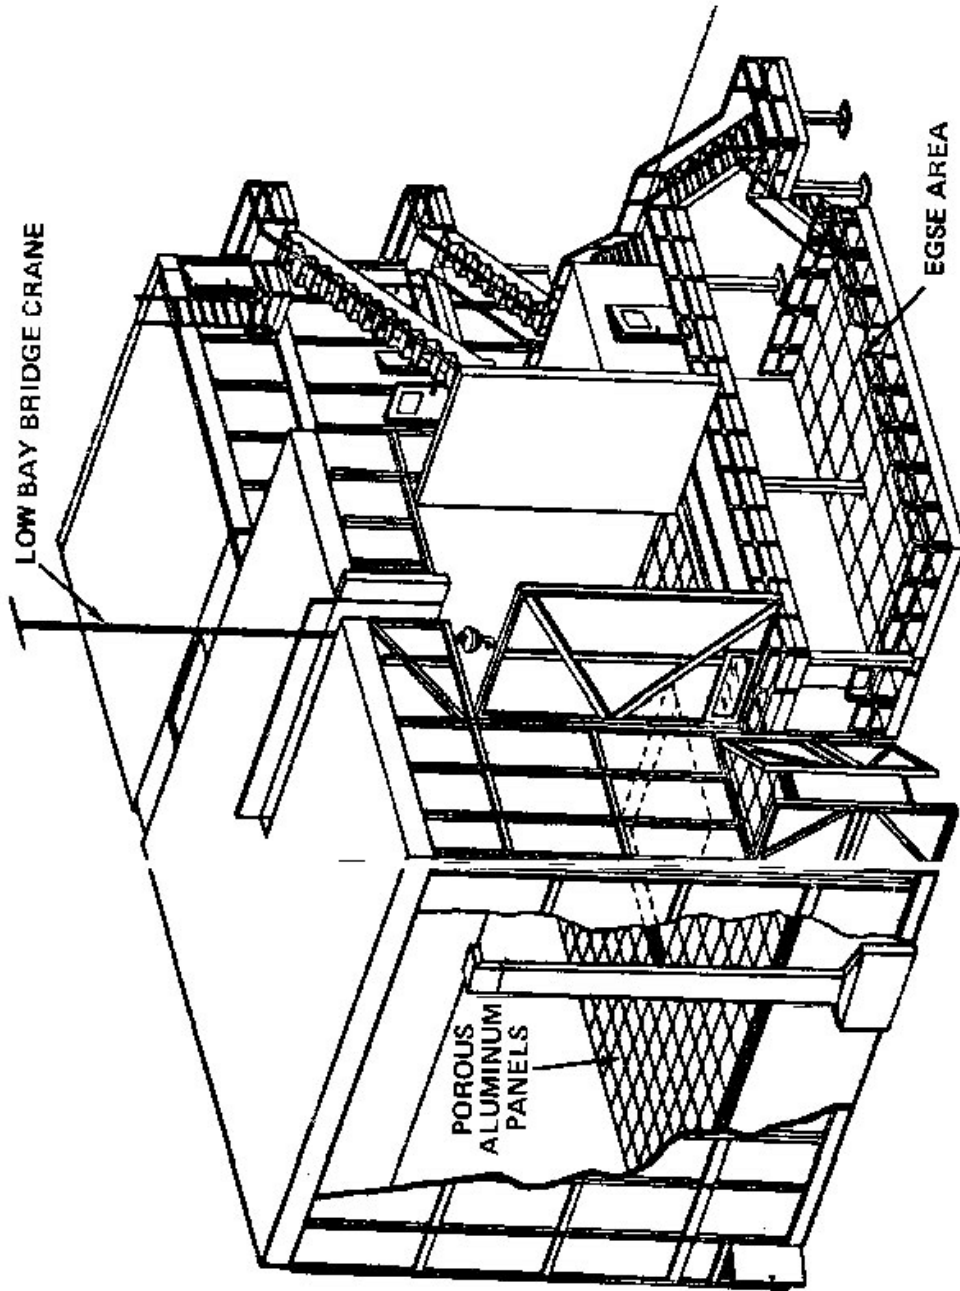 LOW BAY BRIDGE CRANE
POROUS
ALUMINUM
PANELS
EGSE AREA